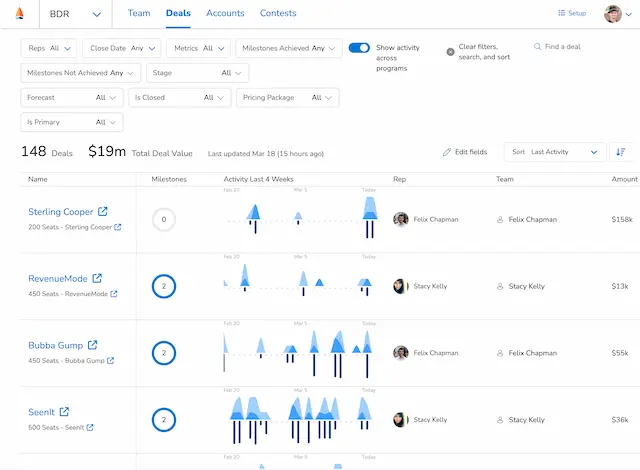 BDR Team Deals Accounts Contests Setup
Reps All Close Date Any Metrics All Milestones Achieved Any Show activity across programs Clear filters, search, and sort Find a deal
Milestones Not Achieved Any Stage All
Forecast All Is Closed All Pricing Package All
Is Primary All
148 Deals $19m Total Deal Value Last updated Mar 18 (15 hours ago) Edit fields Sort Last Activity
Name Milestones Activity Last 4 Weeks Rep Team Amount
Feb 20 Mar 5 Today
Sterling Cooper 0 Felix Chapman Felix Chapman $158k
200 Seats - Sterling Cooper
Feb 20 Mar 5 Today
RevenueMode 2 Stacy Kelly Stacy Kelly $13k
450 Seats - RevenueMode
Feb 20 Mar 5 Today
Bubba Gump 2 Felix Chapman Felix Chapman $55k
450 Seats - Bubba Gump
Feb 20 Mar 5 Today
SeenIt 2 Stacy Kelly Stacy Kelly $36k
500 Seats - SeenIt
Feb 20 Mar 5 Today